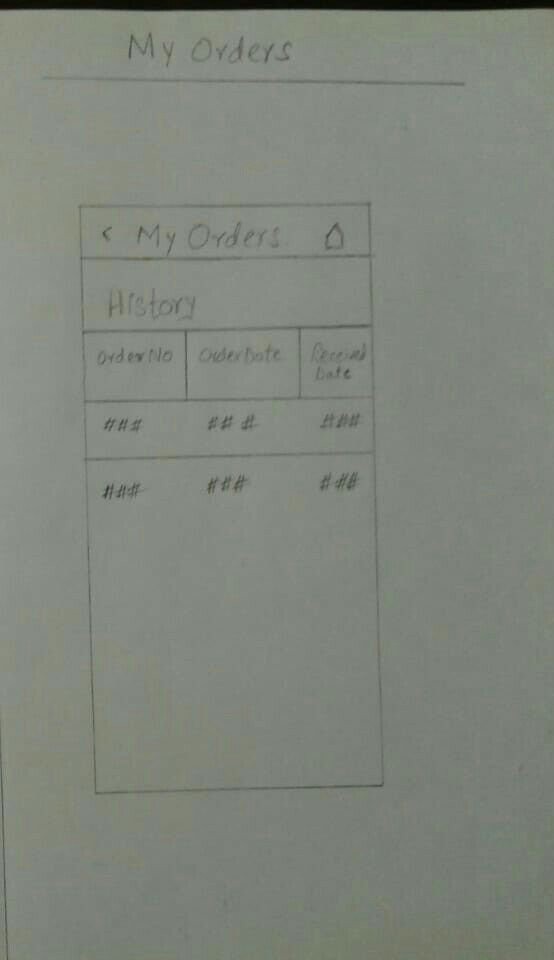 My Orders
< My Orders
History
Order No Order Date Received
Date
### ### ###
### ### ###